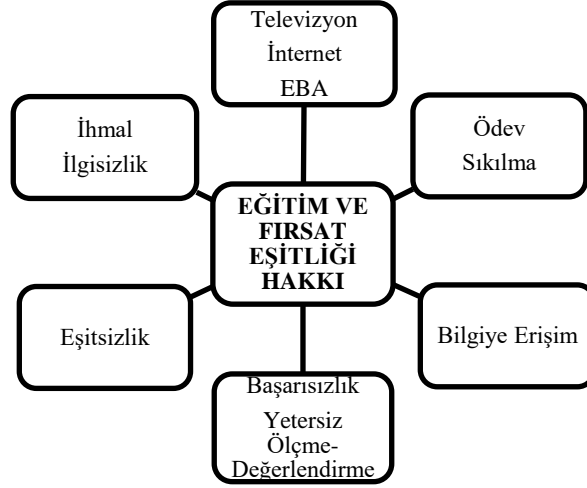 Televizyon
İnternet
EBA
İhmal
İlgisizlik
Ödev
Sıkılma
EĞİTİM VE
FIRSAT
EŞİTLİĞİ
HAKKI
Eşitsizlik
Bilgiye Erişim
Başarısızlık
Yetersiz
Ölçme-
Değerlendirme